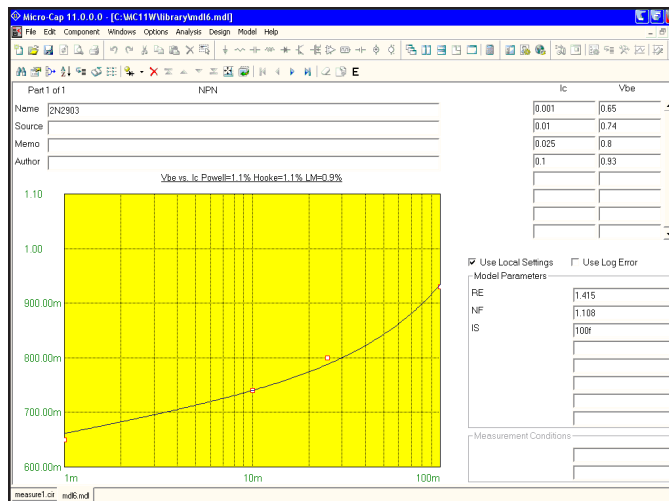 Micro-Cap 11.0.0.0 - [C:\MC11W\library\mdl6.mdl]
File Edit Component Windows Options Analysis Design Model Help
E
Part 1 of 1 NPN Ic Vbe
Name 2N2903 0.001 0.65
Source 0.01 0.74
Memo 0.025 0.8
Author 0.1 0.93
Vbe vs. Ic Powell=1.1% Hooke=1.1% LM=0.9%
1.10
1.00
900.00m
800.00m
700.00m
600.00m
1m 10m 100m
Use Local Settings Use Log Error
Model Parameters
RE 1.415
NF 1.108
IS 100f
Measurement Conditions
measure1.cir mdl6.mdl